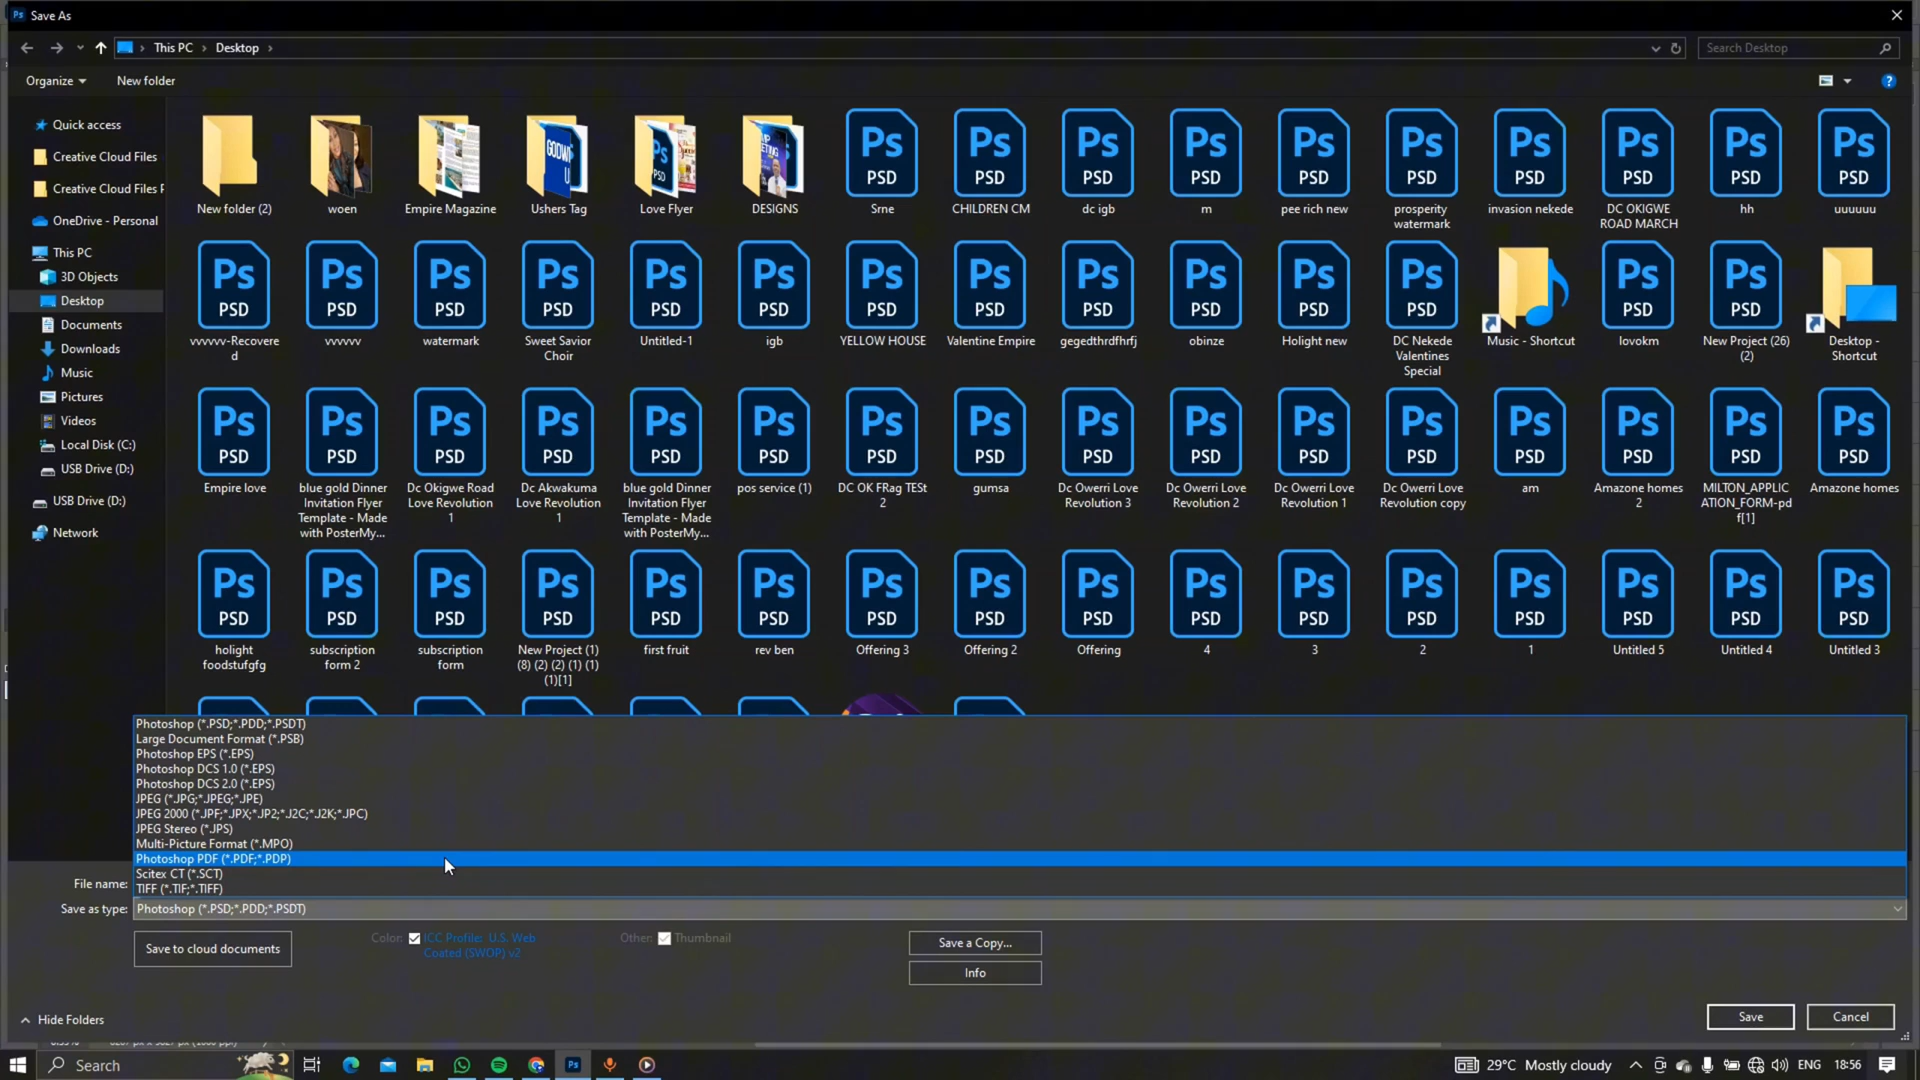 Ps Save As
This PC > Desktop >
Search Desktop
Organize
New folder
Quick access
Creative Cloud Files
Creative Cloud Files P
OneDrive - Personal
This PC
3D Objects
Desktop
Documents
Downloads
Music
Pictures
Videos
Local Disk (C:)
USB Drive (D:)
USB Drive (D:)
Network
New folder (2)
woen
Empire Magazine
Ushers Tag
Love Flyer
DESIGNS
Srne
CHILDREN CM
dc igb
m
pee rich new
prosperity
watermark
invasion nekede
DC OKIGWE
ROAD MARCH
hh
uuuuuu
vvvvvv-Recovere
d
vvvvvv
watermark
Sweet Savior
Choir
Untitled-1
igb
YELLOW HOUSE
Valentine Empire
gegedthrdfhrfj
obinze
Holight new
DC Nekede
Valentines
Special
Music - Shortcut
lovokm
New Project (26)
(2)
Desktop -
Shortcut
Empire love
blue gold Dinner
Invitation Flyer
Template - Made
with PosterMy...
Dc Okigwe Road
Love Revolution
1
Dc Akwakuma
Love Revolution
1
blue gold Dinner
Invitation Flyer
Template - Made
with PosterMy...
pos service (1)
DC OK FRag TESt
2
gumsa
Dc Owerri Love
Revolution 3
Dc Owerri Love
Revolution 2
Dc Owerri Love
Revolution 1
Dc Owerri Love
Revolution copy
am
Amazone homes
2
MILTON_APPLIC
ATION_FORM-pd
f[1]
Amazone homes
holight
foodstufgfg
subscription
form 2
subscription
form
New Project (1)
(8) (2) (2) (1) (1)
(1)[1]
first fruit
rev ben
Offering 3
Offering 2
Offering
4
3
2
1
Untitled 5
Untitled 4
Untitled 3
Photoshop (*.PSD;*.PDD;*.PSDT)
Large Document Format (*.PSB)
Photoshop EPS (*.EPS)
Photoshop DCS 1.0 (*.EPS)
Photoshop DCS 2.0 (*.EPS)
JPEG (*.JPG;*.JPEG;*.JPE)
JPEG 2000 (*.JPF;*.JPX;*.JP2;*.J2C;*.J2K;*.JPC)
JPEG Stereo (*.JPS)
Multi-Picture Format (*.MPO)
Photoshop PDF (*.PDF;*.PDP)
Scitex CT (*.SCT)
TIFF (*.TIF;*.TIFF)
File name:
Save as type: Photoshop (*.PSD;*.PDD;*.PSDT)
Save to cloud documents
Color: ICC Profile: U.S. Web
Coated (SWOP) v2
Other: Thumbnail
Save a Copy...
Info
Hide Folders
Save
Cancel
Search
29°C Mostly cloudy
ENG
18:56